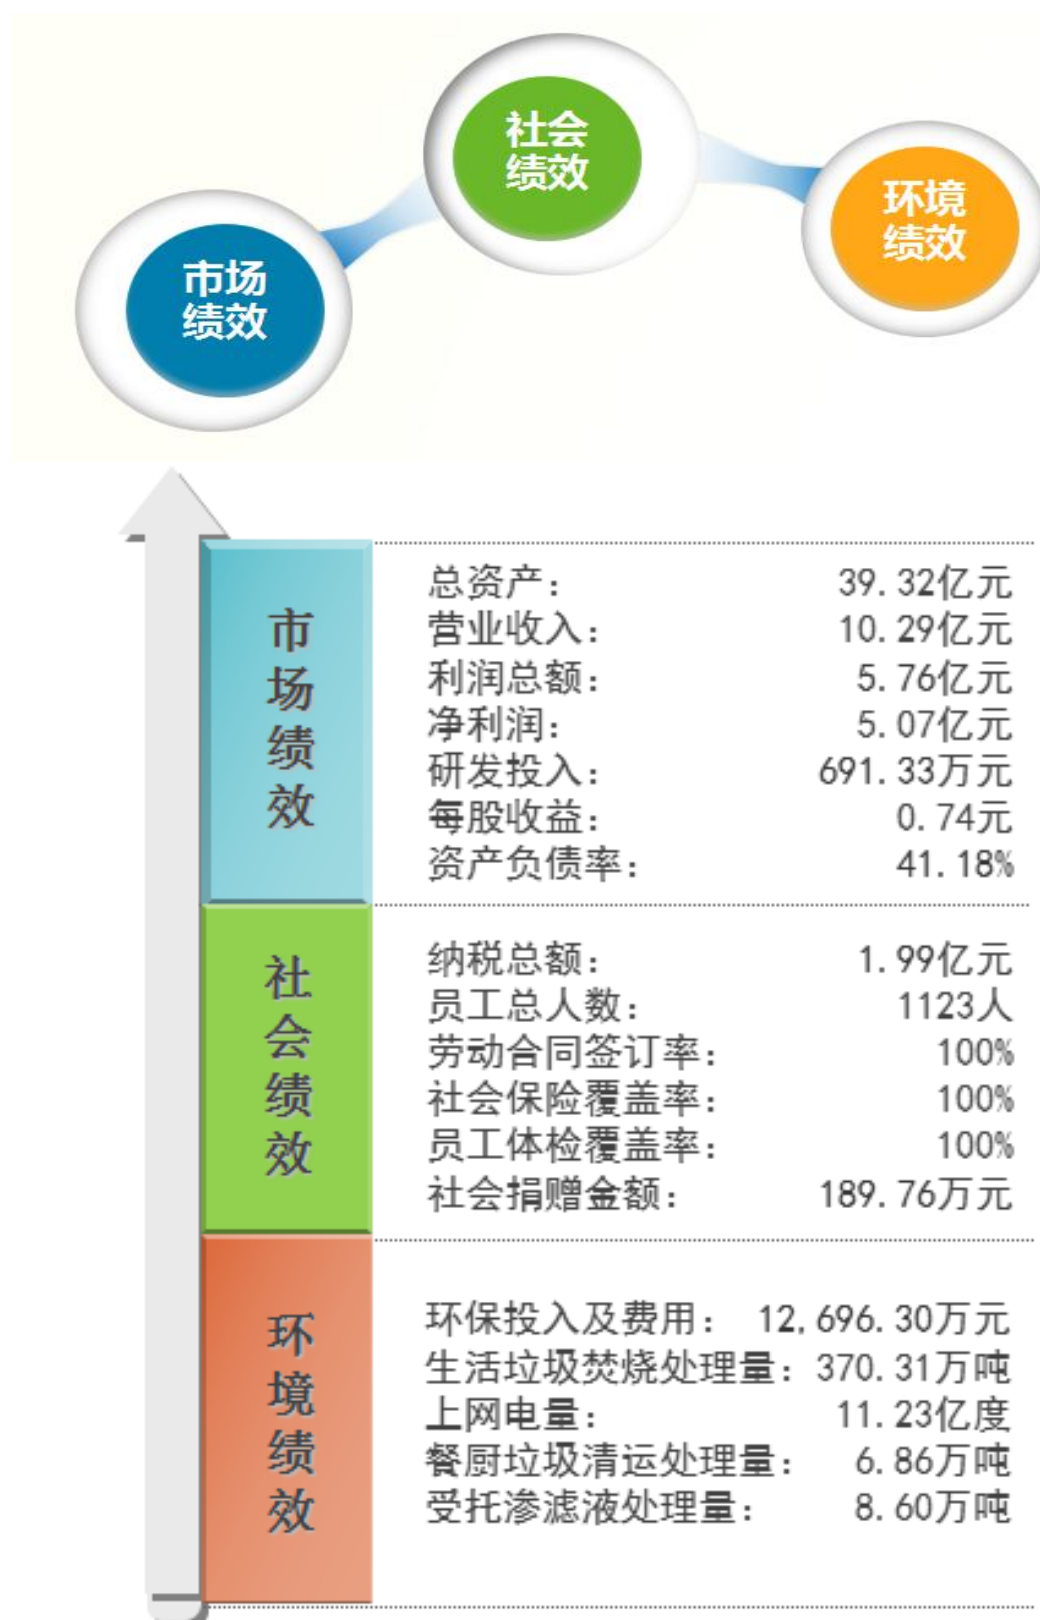 社会
绩效
环境
绩效
市场
绩效
市场绩效
总资产： 39.32亿元
营业收入： 10.29亿元
利润总额： 5.76亿元
净利润： 5.07亿元
研发投入： 691.33万元
每股收益： 0.74元
资产负债率： 41.18%
社会绩效
纳税总额： 1.99亿元
员工总人数： 1123人
劳动合同签订率： 100%
社会保险覆盖率： 100%
员工体检覆盖率： 100%
社会捐赠金额： 189.76万元
环境绩效
环保投入及费用： 12,696.30万元
生活垃圾焚烧处理量：370.31万吨
上网电量： 11.23亿度
餐厨垃圾清运处理量： 6.86万吨
受托渗滤液处理量： 8.60万吨